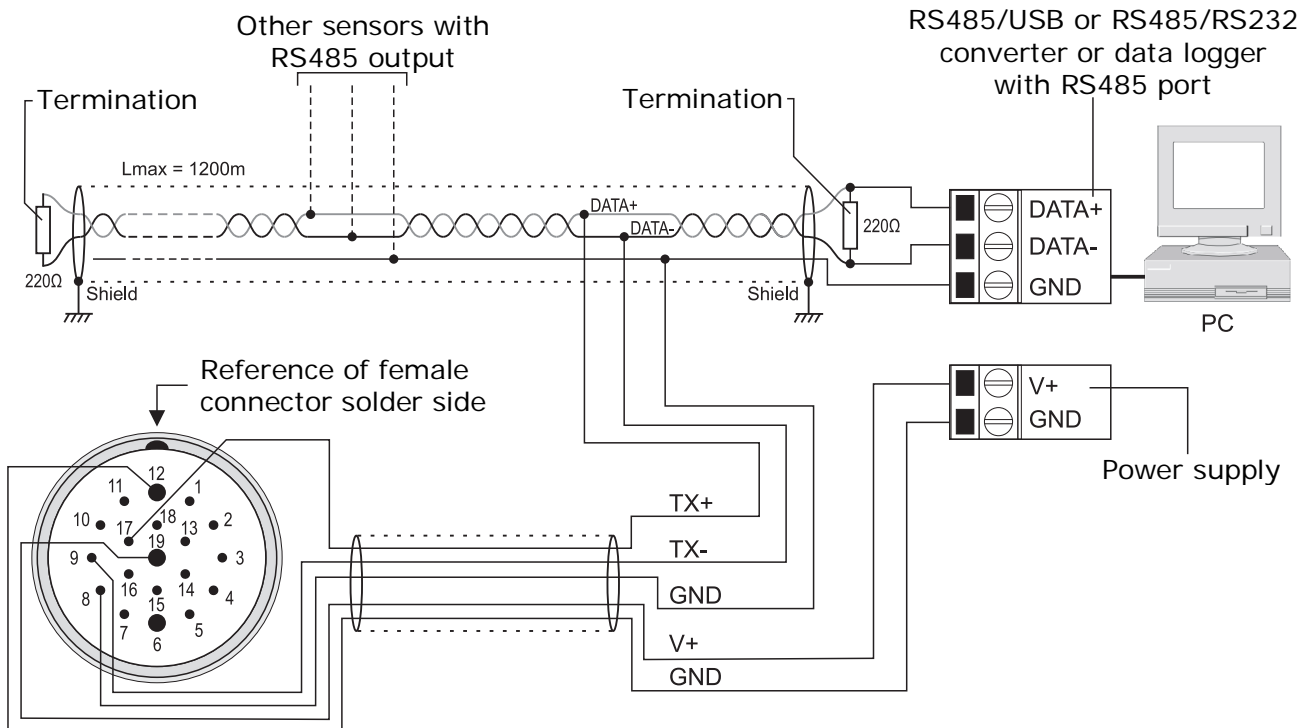 Other sensors with
RS485 output
RS485/USB or RS485/RS232
converter or data logger
with RS485 port
Termination
Termination
Lmax = 1200m
DATA+
DATA-
220Ω
220Ω
Shield
Shield
DATA+
DATA-
GND
PC
Reference of female
connector solder side
V+
GND
Power supply
12
11
1
10
17
18
13
2
9
19
3
8
16
15
14
4
7
6
5
TX+
TX-
GND
V+
GND